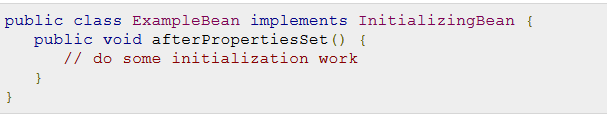 public class ExampleBean implements InitializingBean {
   public void afterPropertiesSet() {
      // do some initialization work
   }
}